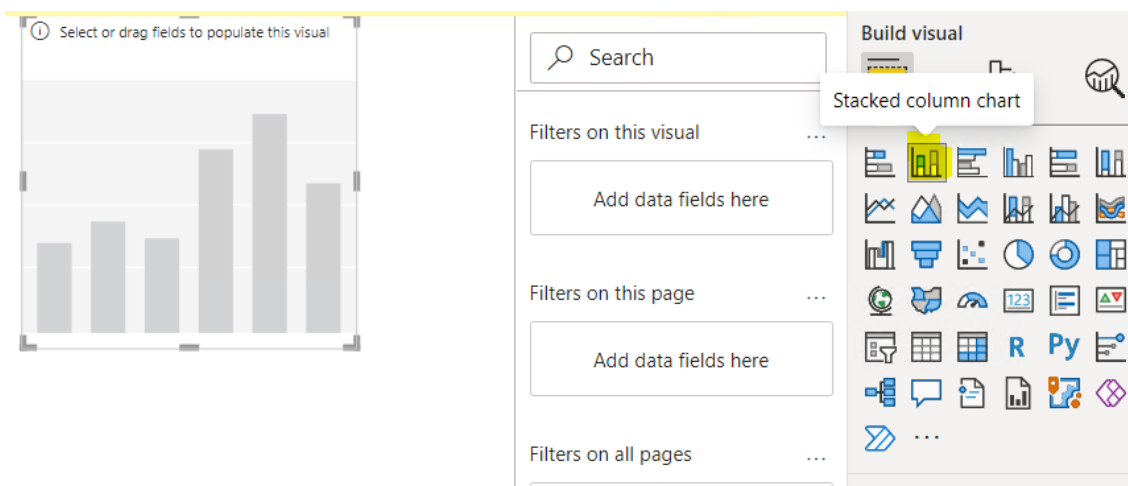 Select or drag fields to populate this visual
Search
Filters on this visual
...
Add data fields here
Filters on this page
...
Add data fields here
Filters on all pages
...
Build visual
Stacked column chart
123
R
Py
...